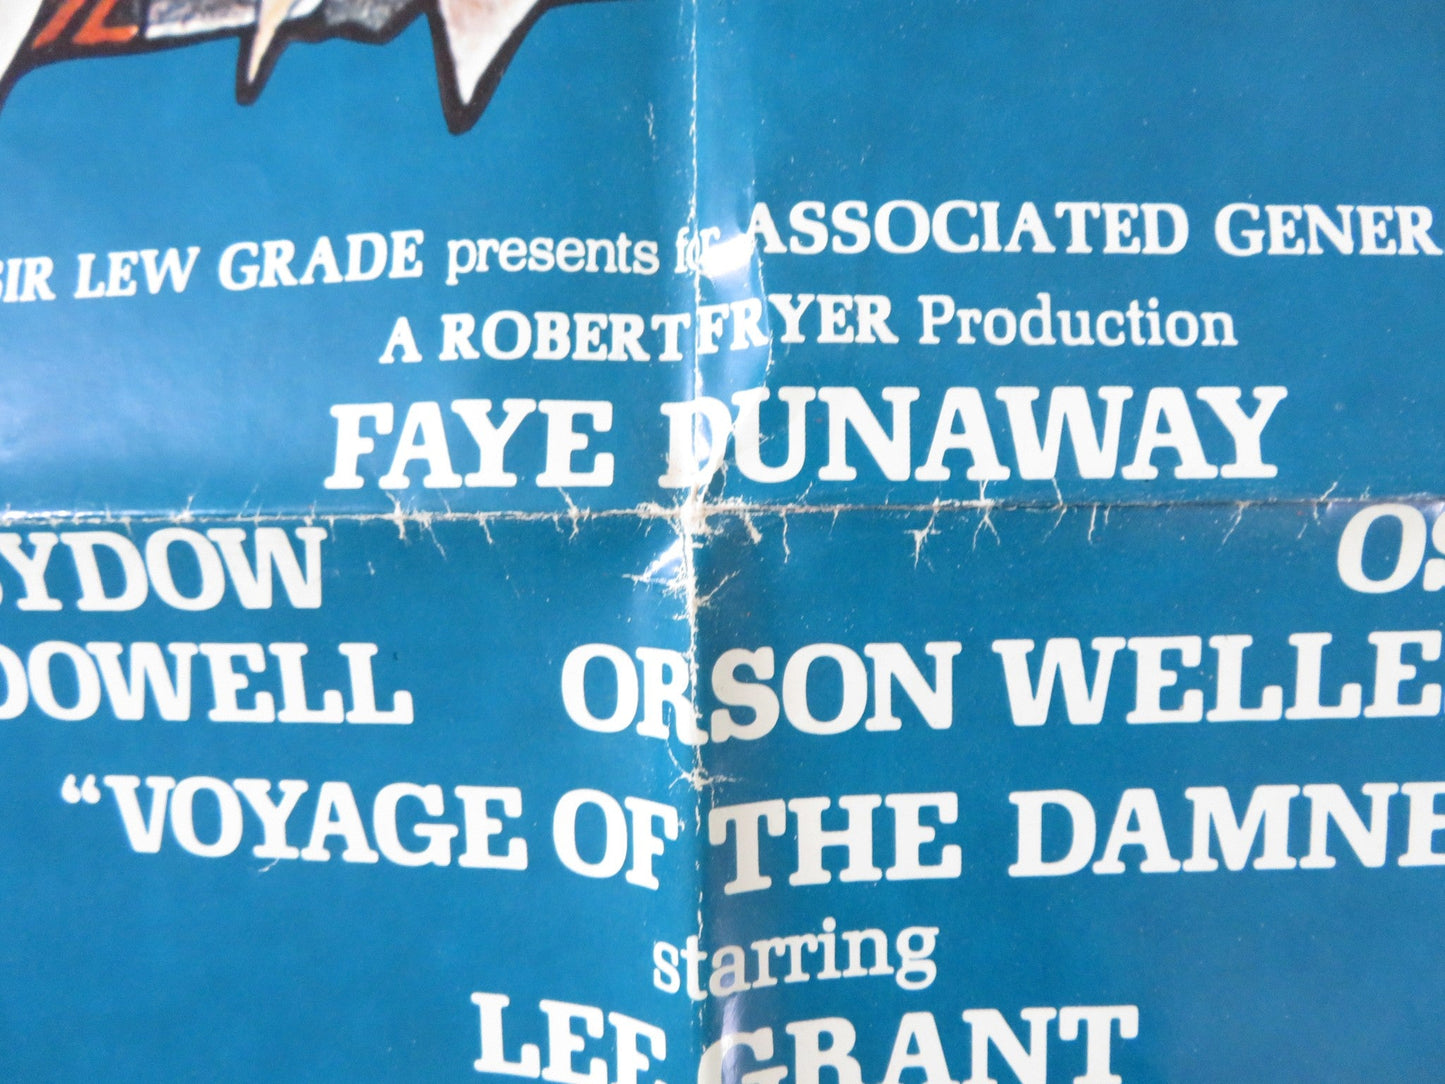 SIR LEW GRADE presents for ASSOCIATED GENER
A ROBERT FRYER Production
FAYE DUNAWAY
SYDOW OS
DOWELL ORSON WELLE
"VOYAGE OF THE DAMNE
starring
LEE GRANT